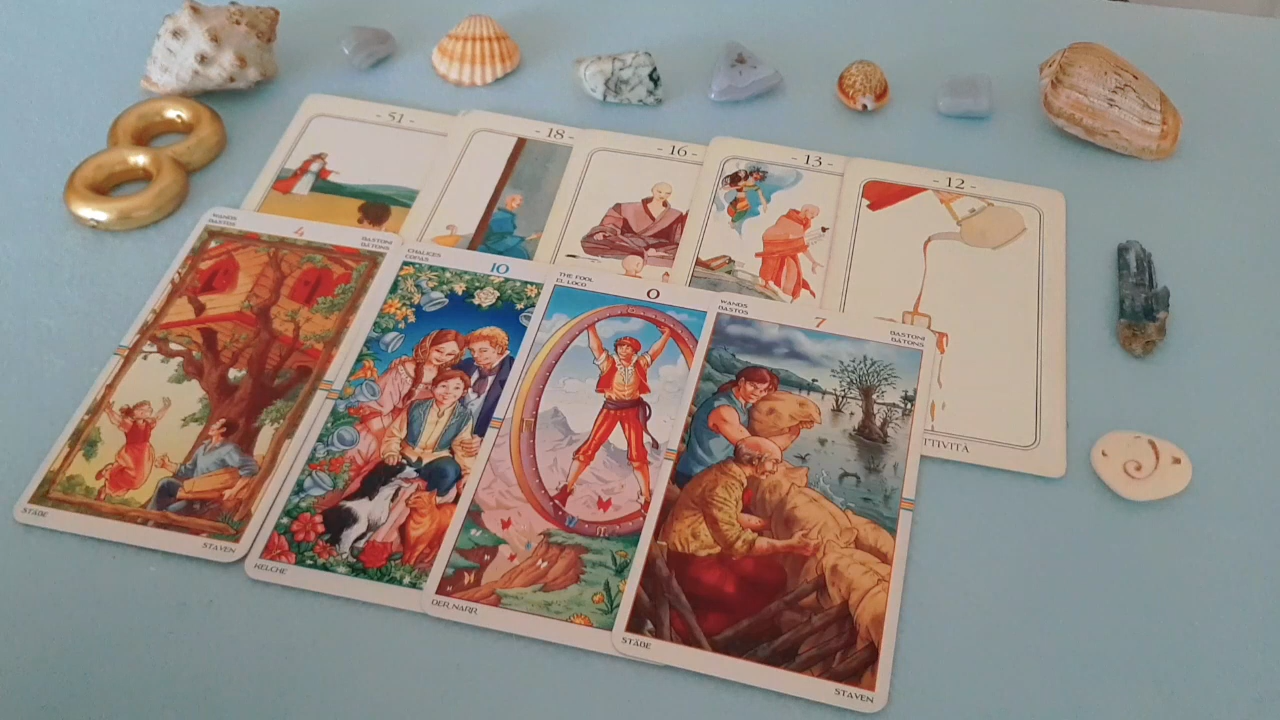 - 51 -
- 18 -
- 16 -
- 13 -
- 12 -
WANDS
BASTOS
4
BASTONI
BÂTONS
STÄBE
STAVEN
CHALICES
COPAS
10
KELCHE
THE FOOL
EL LOCO
0
DER NARR
WANDS
BASTOS
7
BASTONI
BÂTONS
STÄBE
STAVEN